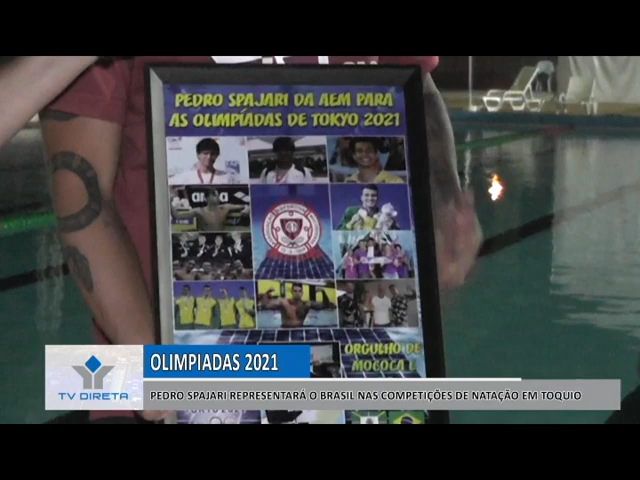 PEDRO SPAJARI DA AEM PARA
AS OLIMPÍADAS DE TOKYO 2021
ORGULHO DE
MOCOCA E
OLIMPIADAS 2021
TV DIRETA
PEDRO SPAJARI REPRESENTARÁ O BRASIL NAS COMPETIÇÕES DE NATAÇÃO EM TOQUIO